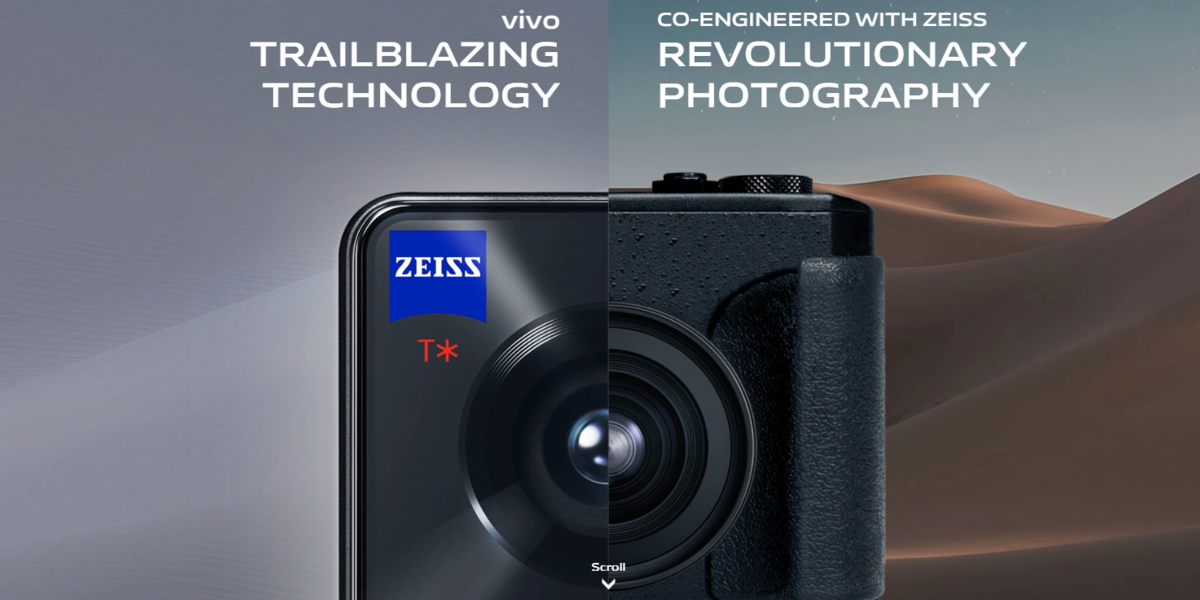 vivo
TRAILBLAZING
TECHNOLOGY
CO-ENGINEERED WITH ZEISS
REVOLUTIONARY
PHOTOGRAPHY
ZEISS
T*
Scroll